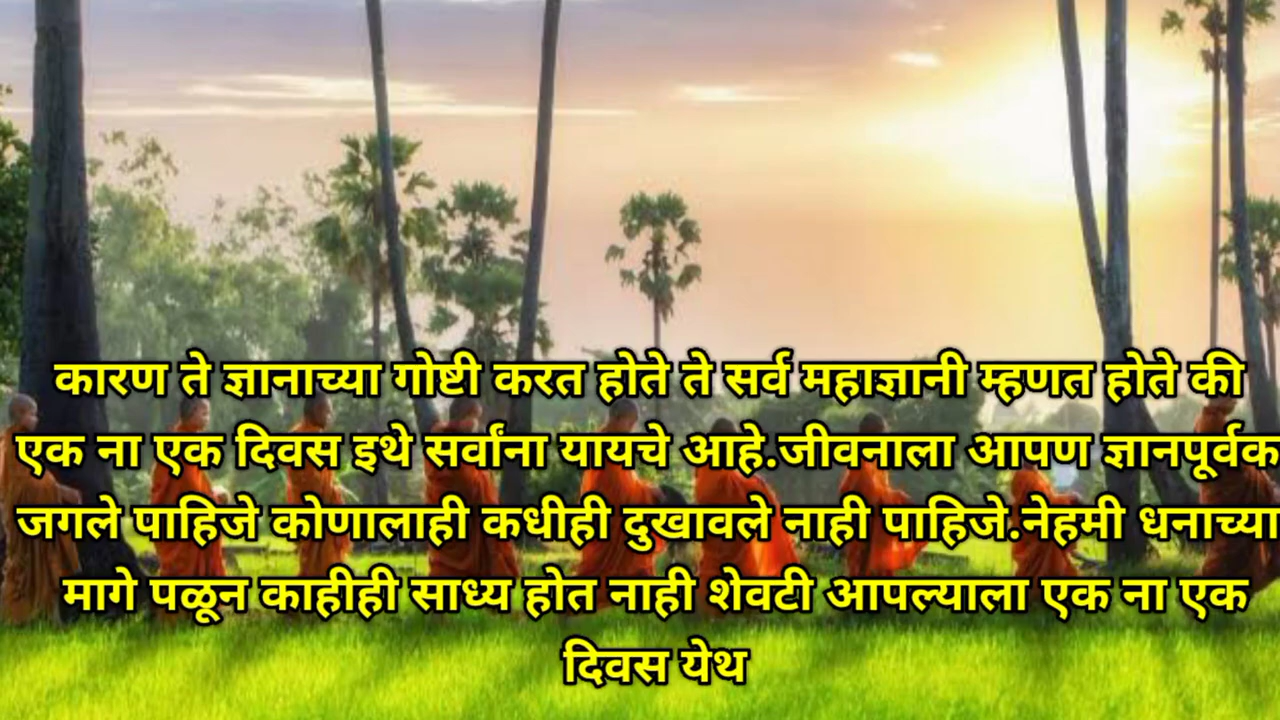 कारण ते ज्ञानाच्या गोष्टी करत होते ते सर्व महाज्ञानी म्हणत होते की
एक ना एक दिवस इथे सर्वांना यायचे आहे.जीवनाला आपण ज्ञानपूर्वक
जगले पाहिजे कोणालाही कधीही दुखावले नाही पाहिजे.नेहमी धनाच्या
मागे पळून काहीही साध्य होत नाही शेवटी आपल्याला एक ना एक
दिवस येथ